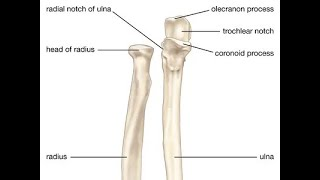 radial notch of ulna
olecranon process
trochlear notch
head of radius
coronoid process
radius
ulna